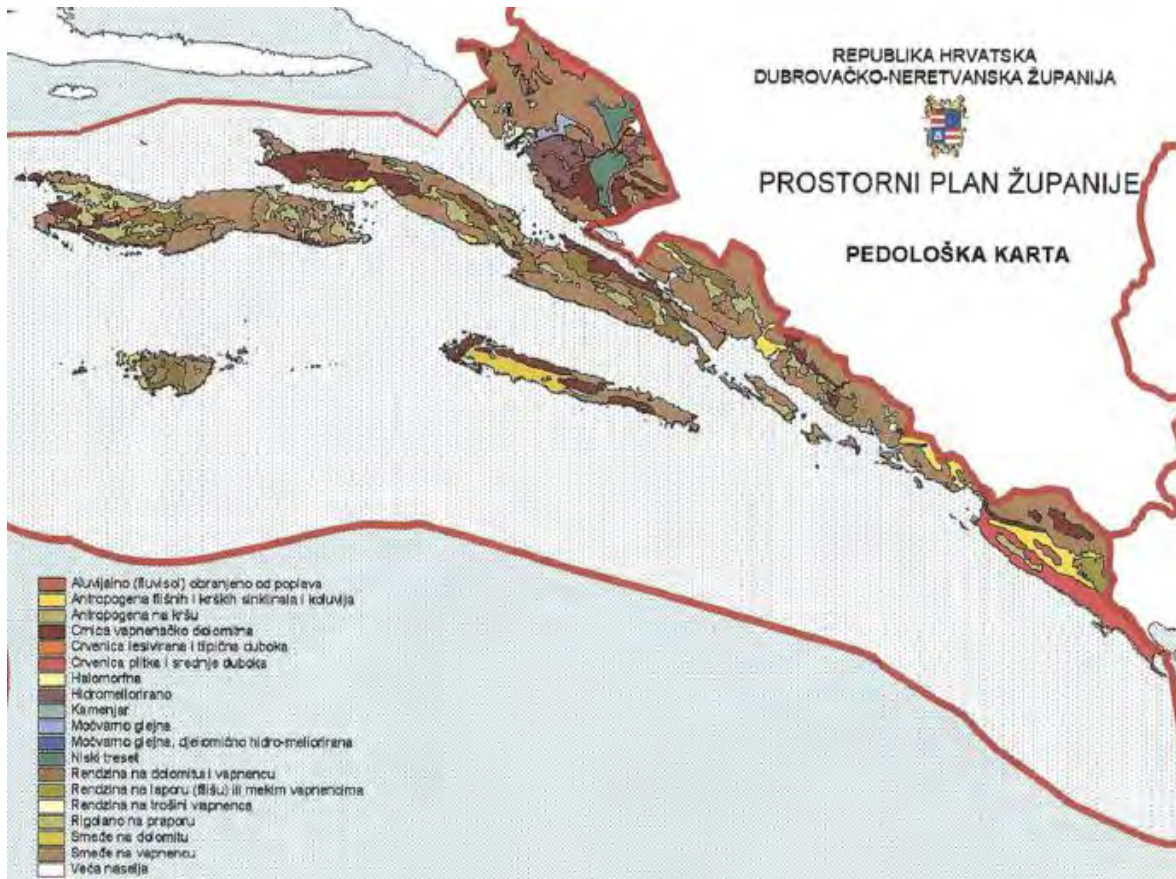 REPUBLIKA HRVATSKA
DUBROVAČKO-NERETVANSKA ŽUPANIJA
PROSTORNI PLAN ŽUPANIJE
PEDOLOŠKA KARTA
Aluvijalno (fluvisol) obranjeno od poplava
Antropogena flišnih i krških sinklinala i koluvija
Antropogena na kršu
Crnica vapnenačko dolomitna
Crvenica lesivirana i tipična duboka
Crvenica plitka i srednje duboka
Halomorfna
Hidromeliorirano
Kamenjar
Močvarno glejna
Močvarno glejna, djelomično hidro-meliorirana
Niski treset
Rendzina na dolomitu i vapnencu
Rendzina na laporu (flišu) ili mekim vapnencima
Rendzina na trošini vapnenca
Rigolano na praporu
Smeđe na dolomitu
Smeđe na vapnencu
Veća naselja